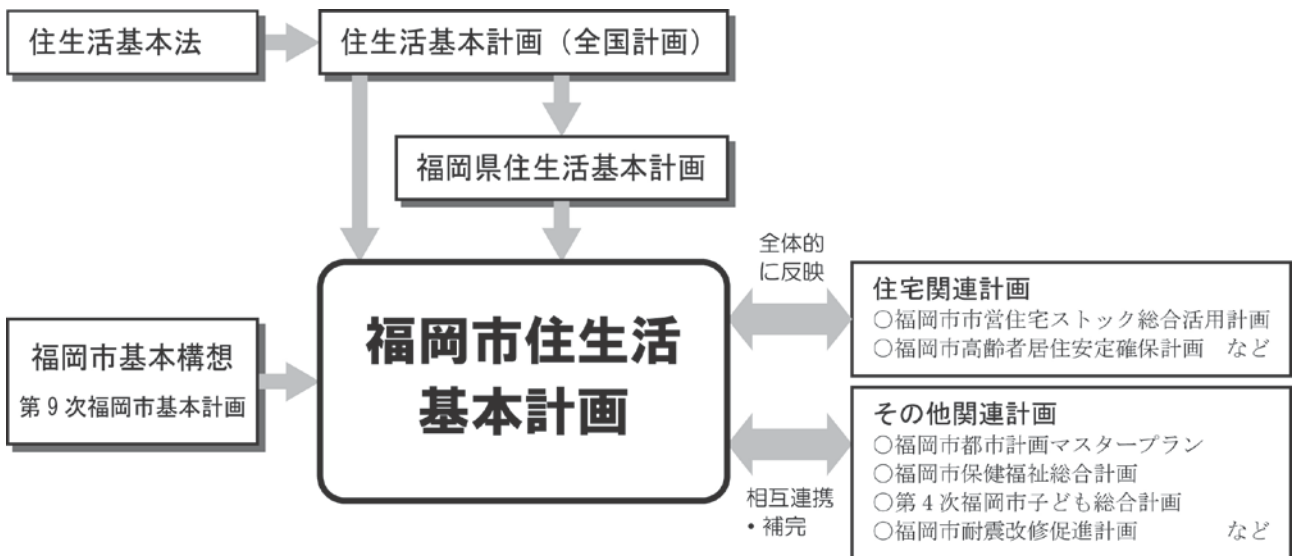 住生活基本法
住生活基本計画（全国計画）
福岡県住生活基本計画
福岡市基本構想
第9次福岡市基本計画
福岡市住生活
基本計画
全体的
に反映
住宅関連計画
○福岡市市営住宅ストック総合活用計画
○福岡市高齢者居住安定確保計画　など
相互連携
・補完
その他関連計画
○福岡市都市計画マスタープラン
○福岡市保健福祉総合計画
○第4次福岡市子ども総合計画
○福岡市耐震改修促進計画　など